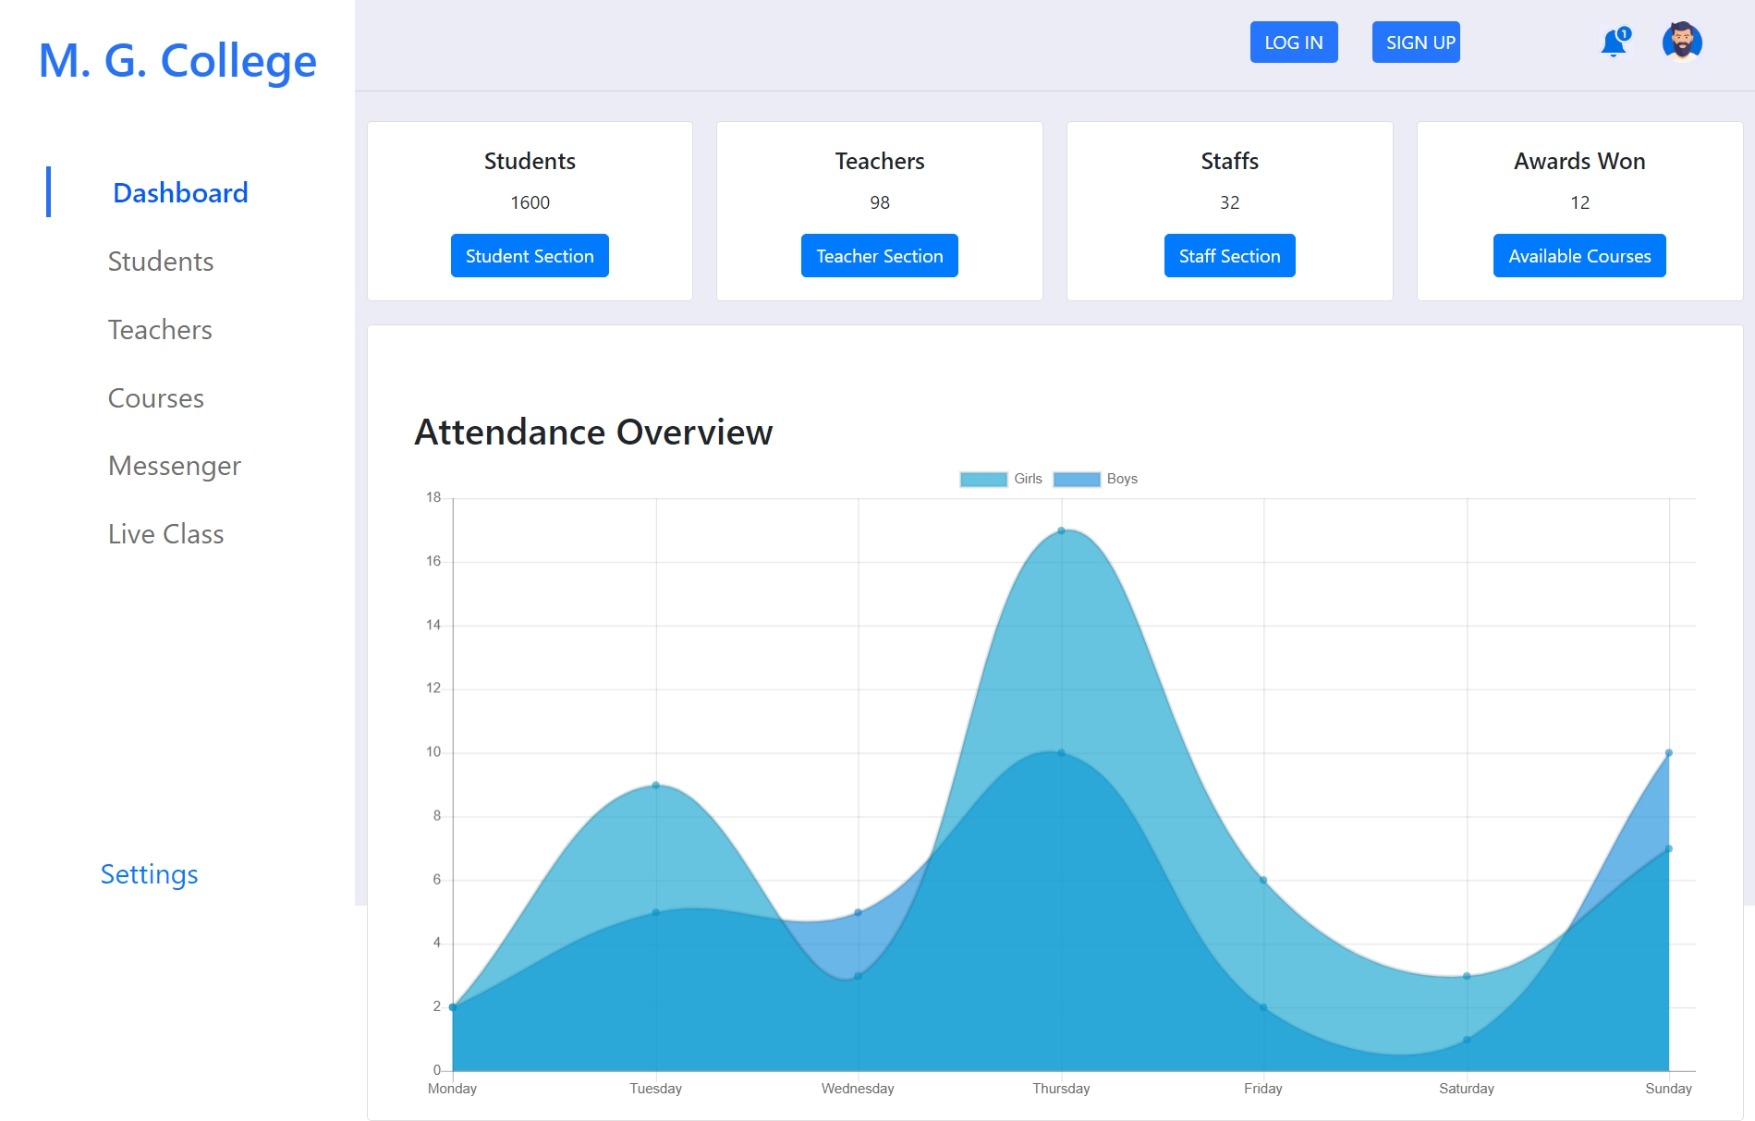 M. G. College
LOG IN
SIGN UP
1
Dashboard
Students
Teachers
Courses
Messenger
Live Class
Settings
Students
1600
Student Section
Teachers
98
Teacher Section
Staffs
32
Staff Section
Awards Won
12
Available Courses
Attendance Overview
Girls
Boys
18
16
14
12
10
8
6
4
2
0
Monday
Tuesday
Wednesday
Thursday
Friday
Saturday
Sunday